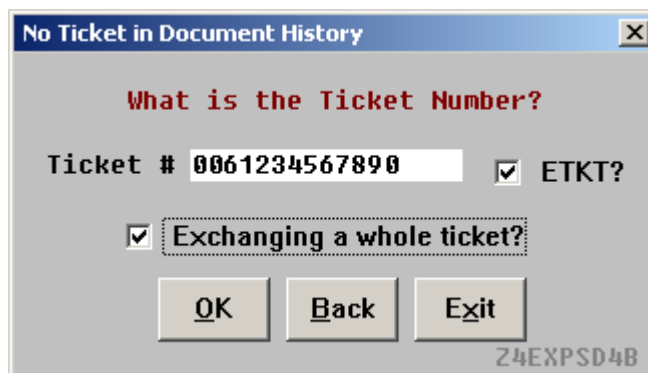 No Ticket in Document History
What is the Ticket Number?
Ticket # 0061234567890 ETKT?
Exchanging a whole ticket?
OK Back Exit
Z4EXPSD4B